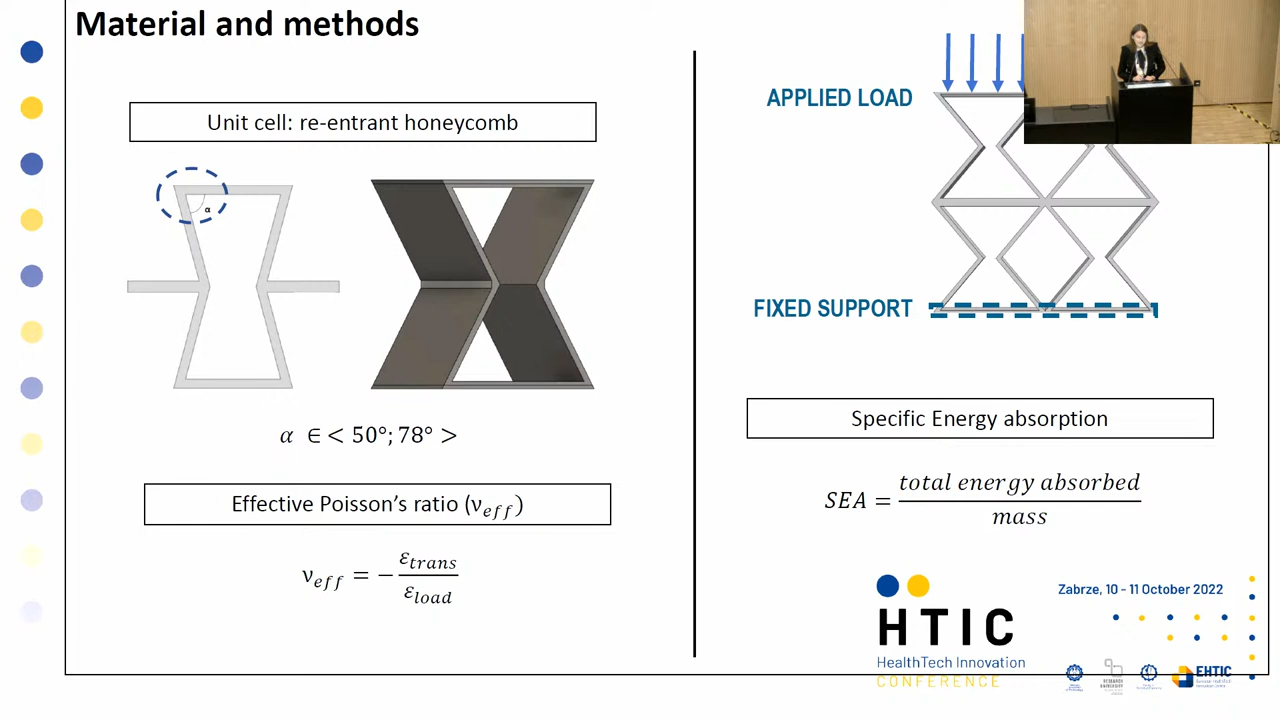 Material and methods
Unit cell: re-entrant honeycomb
α
α ∈ < 50°; 78° >
Effective Poisson's ratio (ν_eff)
ν_eff = − ε_trans / ε_load
APPLIED LOAD
FIXED SUPPORT
Specific Energy absorption
SEA = total energy absorbed / mass
Zabrze, 10 - 11 October 2022
HTIC
HealthTech Innovation
CONFERENCE
EHTIC